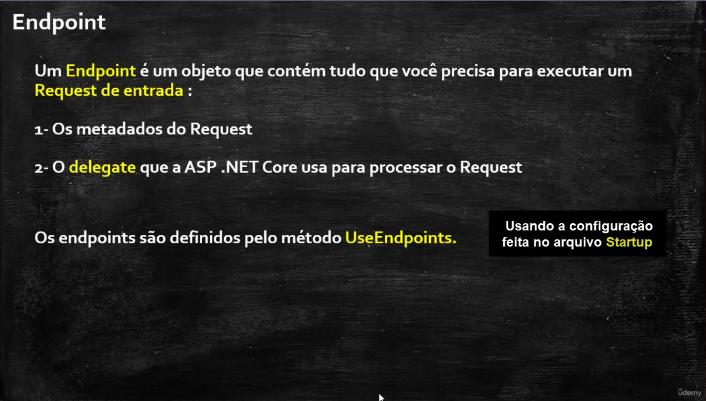 Endpoint
Um Endpoint é um objeto que contém tudo que você precisa para executar um
Request de entrada :
1- Os metadados do Request
2- O delegate que a ASP .NET Core usa para processar o Request
Os endpoints são definidos pelo método UseEndpoints.
Usando a configuração
feita no arquivo Startup
udemy